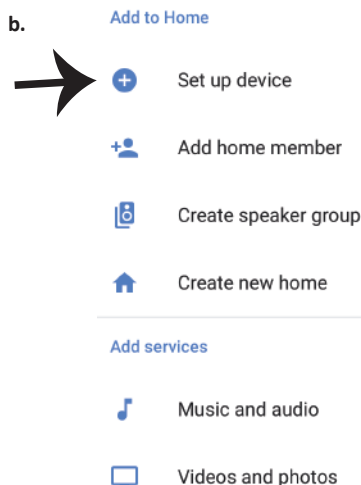 b.
Add to Home
Set up device
Add home member
Create speaker group
Create new home
Add services
Music and audio
Videos and photos